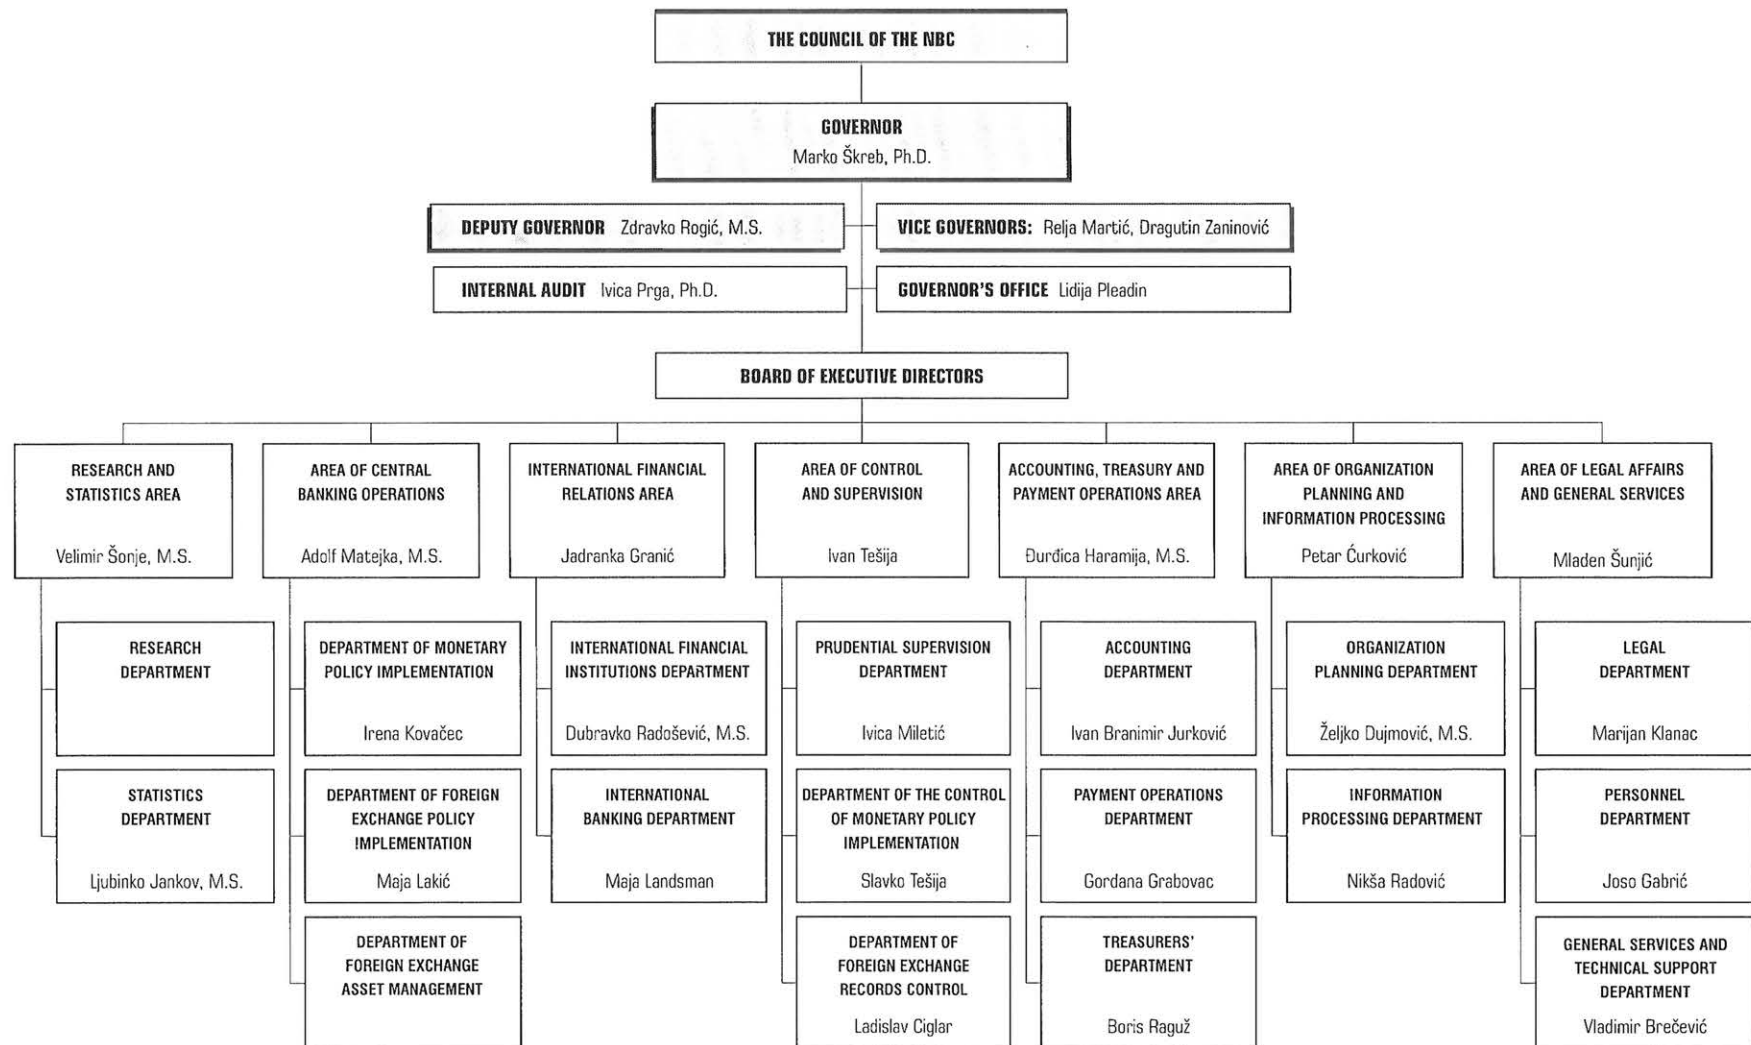 THE COUNCIL OF THE NBC
GOVERNOR
Marko Škreb, Ph.D.
DEPUTY GOVERNOR Zdravko Rogić, M.S.
VICE GOVERNORS: Relja Martić, Dragutin Zaninović
INTERNAL AUDIT Ivica Prga, Ph.D.
GOVERNOR'S OFFICE Lidija Pleadin
BOARD OF EXECUTIVE DIRECTORS
RESEARCH AND
STATISTICS AREA
Velimir Šonje, M.S.
AREA OF CENTRAL
BANKING OPERATIONS
Adolf Matejka, M.S.
INTERNATIONAL FINANCIAL
RELATIONS AREA
Jadranka Granić
AREA OF CONTROL
AND SUPERVISION
Ivan Tešija
ACCOUNTING, TREASURY AND
PAYMENT OPERATIONS AREA
Đurđica Haramija, M.S.
AREA OF ORGANIZATION
PLANNING AND
INFORMATION PROCESSING
Petar Ćurković
AREA OF LEGAL AFFAIRS
AND GENERAL SERVICES
Mladen Šunjić
RESEARCH
DEPARTMENT
DEPARTMENT OF MONETARY
POLICY IMPLEMENTATION
Irena Kovačec
INTERNATIONAL FINANCIAL
INSTITUTIONS DEPARTMENT
Dubravko Radošević, M.S.
PRUDENTIAL SUPERVISION
DEPARTMENT
Ivica Miletić
ACCOUNTING
DEPARTMENT
Ivan Branimir Jurković
ORGANIZATION
PLANNING DEPARTMENT
Željko Dujmović, M.S.
LEGAL
DEPARTMENT
Marijan Klanac
STATISTICS
DEPARTMENT
Ljubinko Jankov, M.S.
DEPARTMENT OF FOREIGN
EXCHANGE POLICY
IMPLEMENTATION
Maja Lakić
INTERNATIONAL
BANKING DEPARTMENT
Maja Landsman
DEPARTMENT OF THE CONTROL
OF MONETARY POLICY
IMPLEMENTATION
Slavko Tešija
PAYMENT OPERATIONS
DEPARTMENT
Gordana Grabovac
INFORMATION
PROCESSING DEPARTMENT
Nikša Radović
PERSONNEL
DEPARTMENT
Joso Gabrić
DEPARTMENT OF
FOREIGN EXCHANGE
ASSET MANAGEMENT
DEPARTMENT OF
FOREIGN EXCHANGE
RECORDS CONTROL
Ladislav Ciglar
TREASURERS'
DEPARTMENT
Boris Raguž
GENERAL SERVICES AND
TECHNICAL SUPPORT
DEPARTMENT
Vladimir Brečević